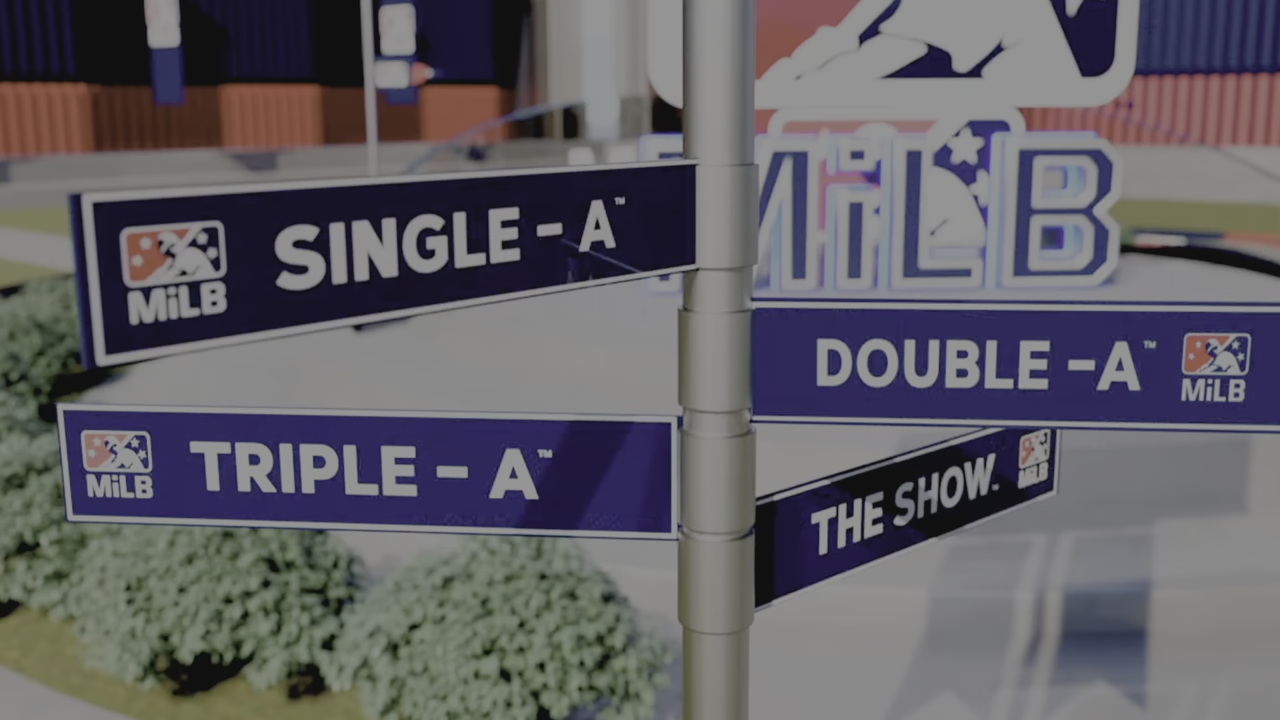 MiLB
MiLB
SINGLE - A™
DOUBLE -A™
MiLB
MiLB
TRIPLE - A™
THE SHOW.
MiLB